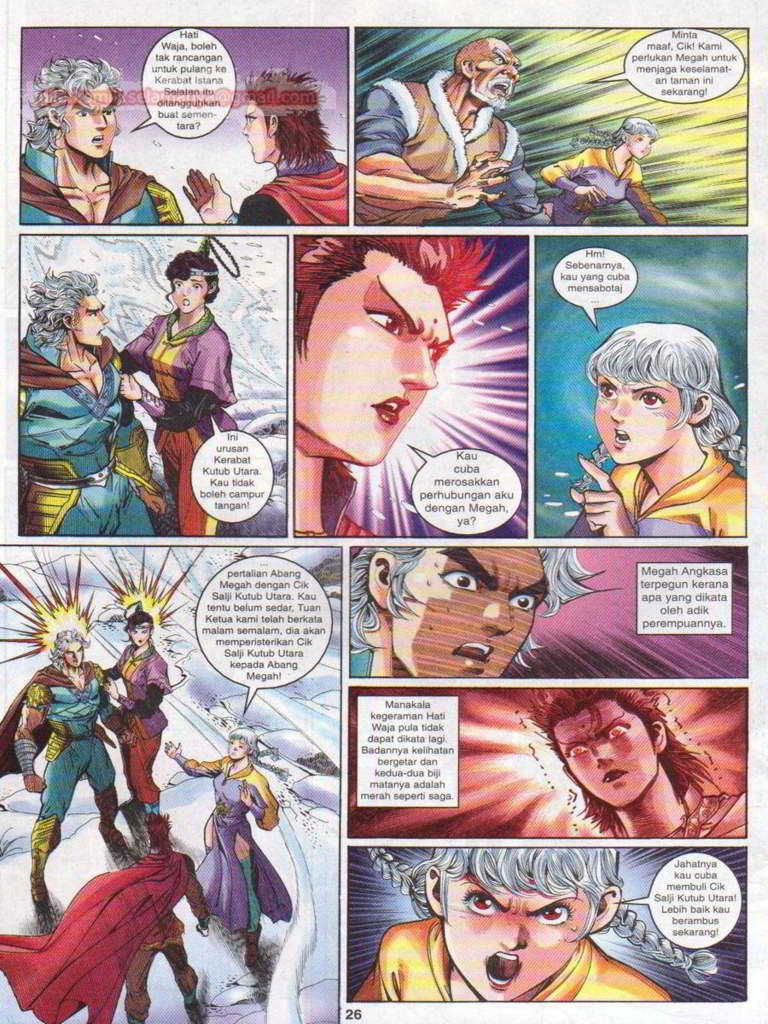 Hati
Waja, boleh
tak rancangan
untuk pulang ke
Kerabat Istana
Sejatan itu
ditangguhkan
buat semen-
tara?
Minta
maaf, Cik! Kami
perlukan Megah untuk
menjaga keselamat-
an taman ini
sekarang!
Ini
urusan
Kerabat
Kutub Utara.
Kau tidak
boleh campur
tangan!
Kau
cuba
merosakkan
perhubungan aku
dengan Megah,
ya?
Hm!
Sebenarnya,
kau yang cuba
mensabotaj
...
...
pertalian Abang
Megah dengan Cik
Salji Kutub Utara. Kau
tentu belum sedar, Tuan
Ketua kami telah berkata
malam semalam, dia akan
memperisterikan Cik
Salji Kutub Utara
kepada Abang
Megah!
Megah Angkasa
terpegun kerana
apa yang dikata
oleh adik
perempuannya.
Manakala
kegeraman Hati
Waja pula tidak
dapat dikata lagi.
Badannya kelihatan
bergetar dan
kedua-dua biji
matanya adalah
merah seperti saga.
Jahatnya
kau cuba
membuli Cik
Salji Kutub Utara!
Lebih baik kau
berambus
sekarang!
26